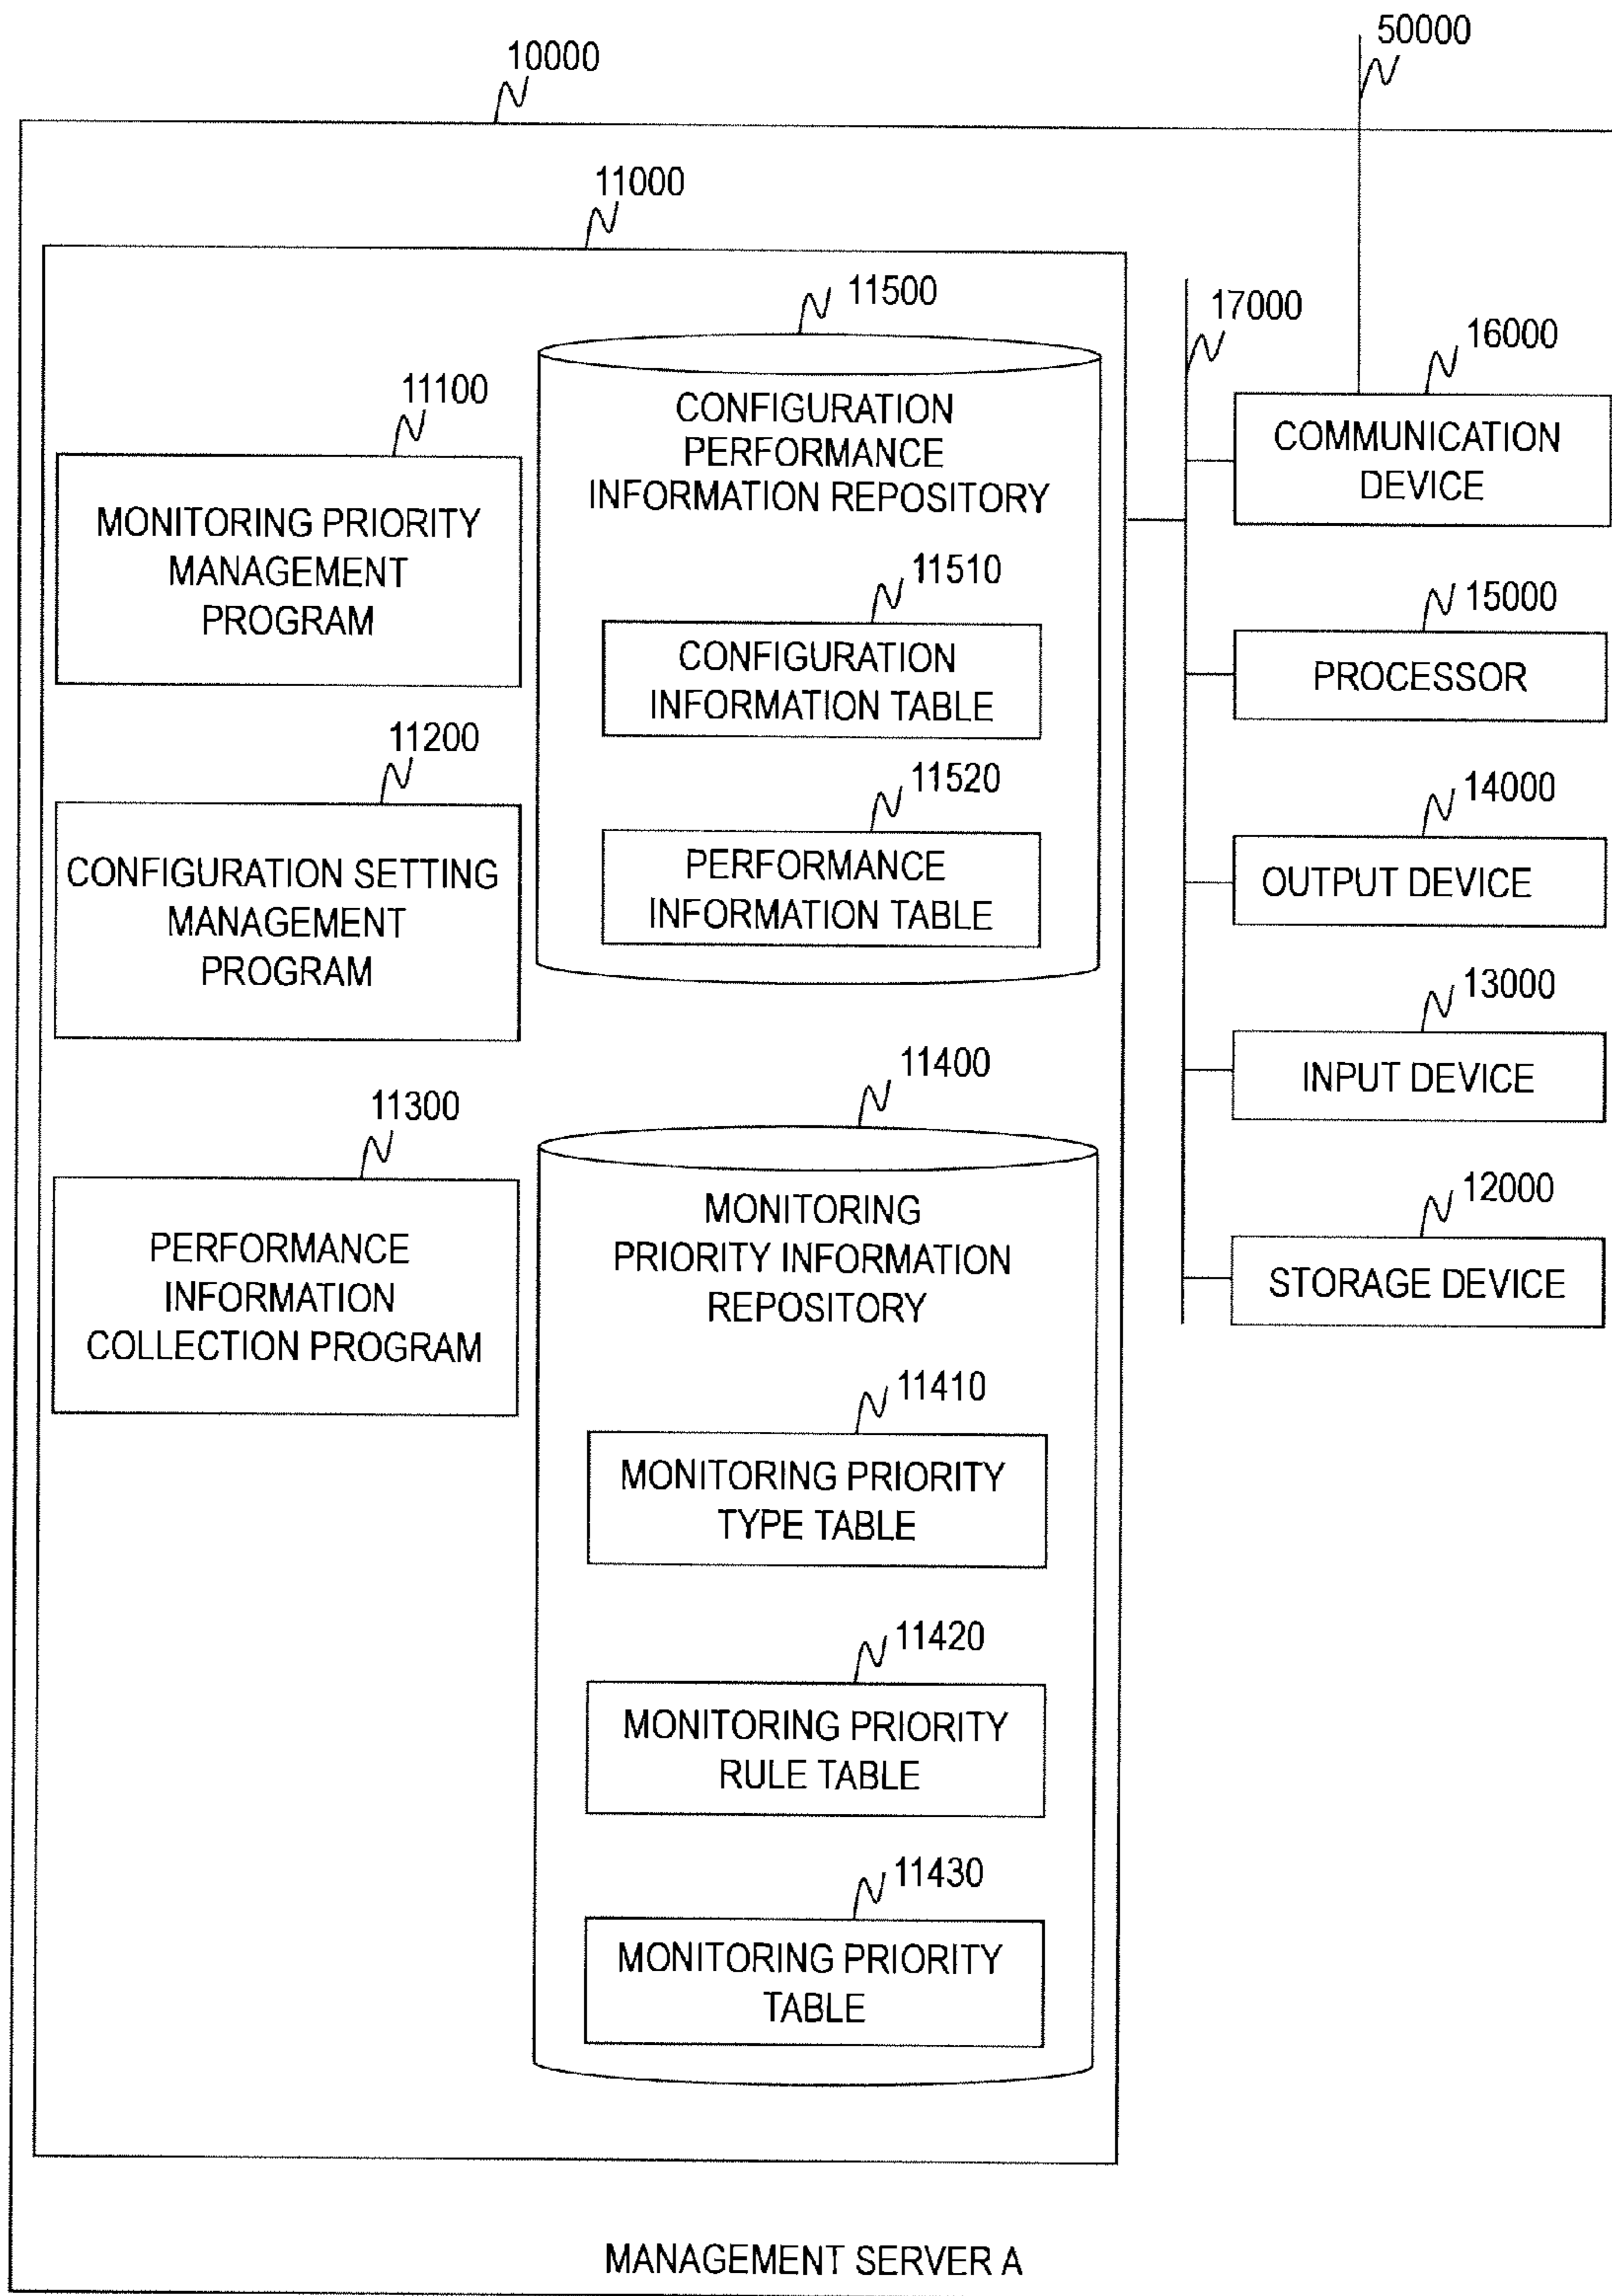 50000
10000
11000
11500
17000
16000
11100
CONFIGURATION
PERFORMANCE
INFORMATION REPOSITORY
COMMUNICATION
DEVICE
MONITORING PRIORITY
MANAGEMENT
PROGRAM
11510
CONFIGURATION
INFORMATION TABLE
15000
PROCESSOR
11200
11520
PERFORMANCE
INFORMATION TABLE
14000
OUTPUT DEVICE
CONFIGURATION SETTING
MANAGEMENT
PROGRAM
13000
INPUT DEVICE
11300
11400
12000
STORAGE DEVICE
PERFORMANCE
INFORMATION
COLLECTION PROGRAM
MONITORING
PRIORITY INFORMATION
REPOSITORY
11410
MONITORING PRIORITY
TYPE TABLE
11420
MONITORING PRIORITY
RULE TABLE
11430
MONITORING PRIORITY
TABLE
MANAGEMENT SERVER A